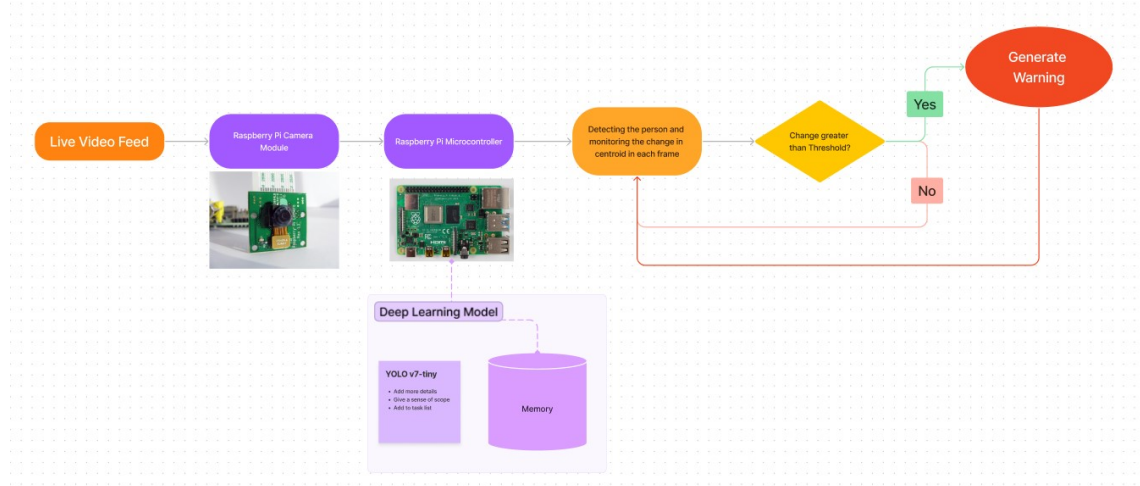 Generate
Warning
Yes
Live Video Feed
Raspberry Pi Camera
Module
Raspberry Pi Microcontroller
Detecting the person and
monitoring the change in
centroid in each frame
Change greater
than Threshold?
No
HDMI
Deep Learning Model
YOLO v7-tiny
• Add more details
• Give a sense of scope
• Add to task list
Memory